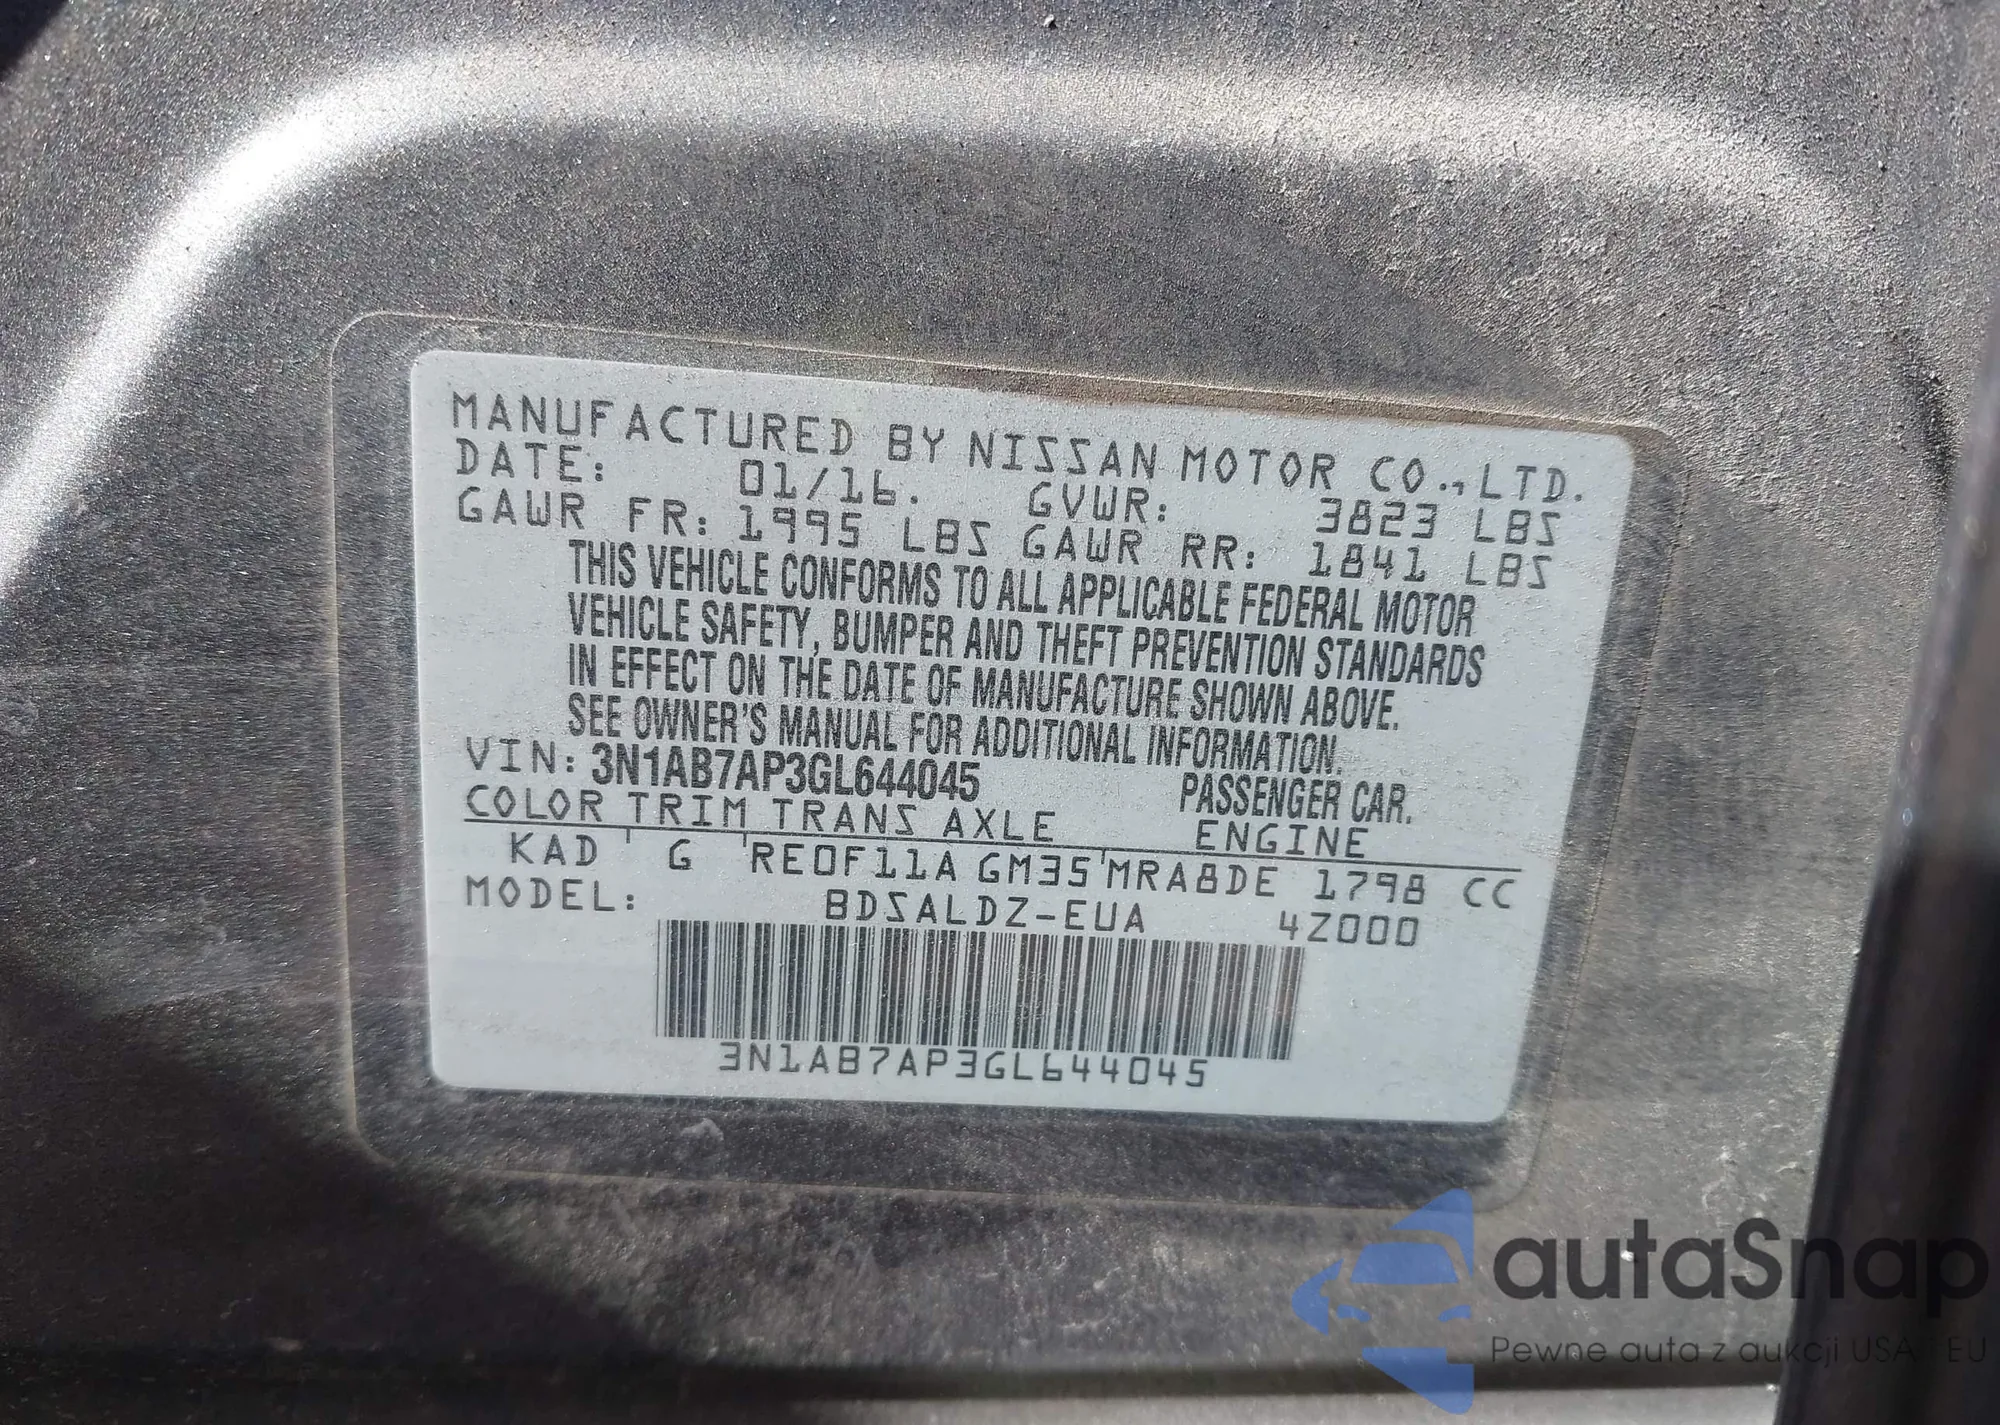 MANUFACTURED BY NISSAN MOTOR CO., LTD.
DATE: 01/16. GVWR: 3823 LBS
GAWR FR: 1995 LBS GAWR RR: 1841 LBS
THIS VEHICLE CONFORMS TO ALL APPLICABLE FEDERAL MOTOR
VEHICLE SAFETY, BUMPER AND THEFT PREVENTION STANDARDS
IN EFFECT ON THE DATE OF MANUFACTURE SHOWN ABOVE.
SEE OWNER'S MANUAL FOR ADDITIONAL INFORMATION.
VIN: 3N1AB7AP3GL644045 PASSENGER CAR.
COLOR TRIM TRANS AXLE ENGINE
KAD G RE0F11A GM35 MRA8DE 1798 CC
MODEL: BDSALDZ-EUA 4Z000
3N1AB7AP3GL644045
autaSnap
Pewne auta z aukcji USA i EU